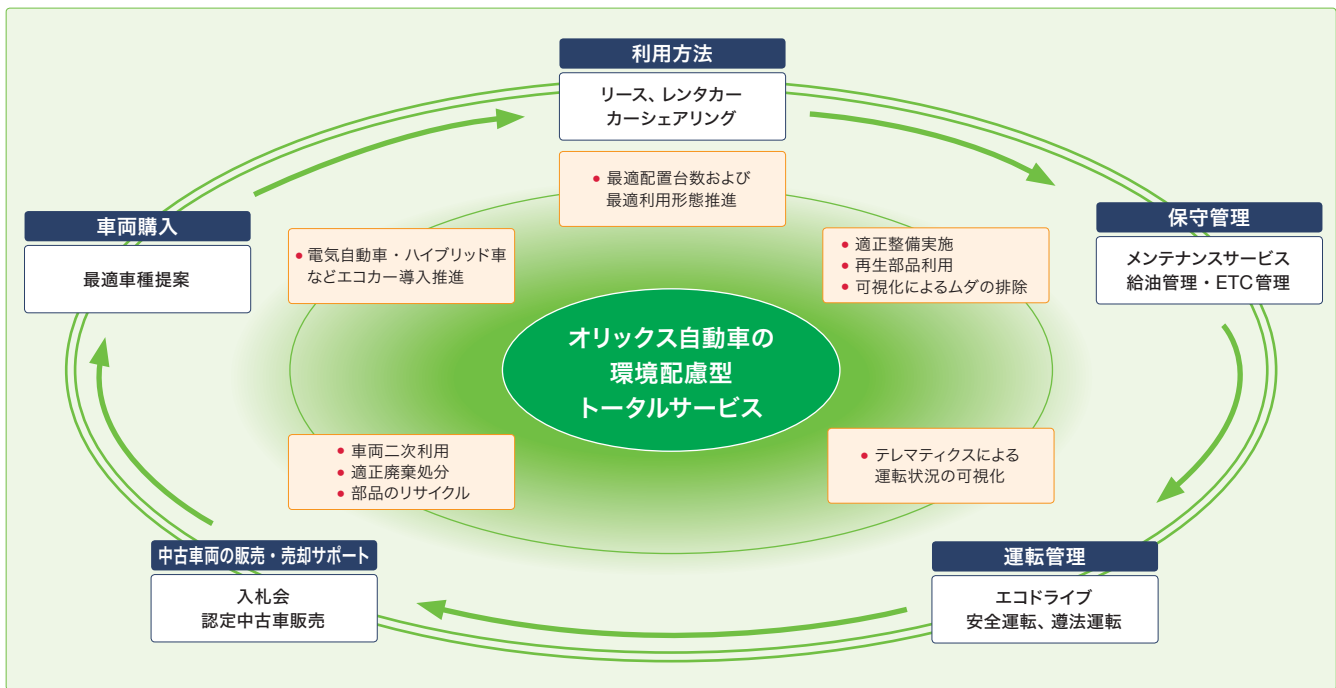 利用方法
リース、レンタカー
カーシェアリング
● 最適配置台数および
最適利用形態推進
車両購入
最適車種提案
● 電気自動車・ハイブリッド車
などエコカー導入推進
● 適正整備実施
● 再生部品利用
● 可視化によるムダの排除
保守管理
メンテナンスサービス
給油管理・ETC管理
オリックス自動車の
環境配慮型
トータルサービス
● 車両二次利用
● 適正廃棄処分
● 部品のリサイクル
● テレマティクスによる
運転状況の可視化
中古車両の販売・売却サポート
入札会
認定中古車販売
運転管理
エコドライブ
安全運転、遵法運転